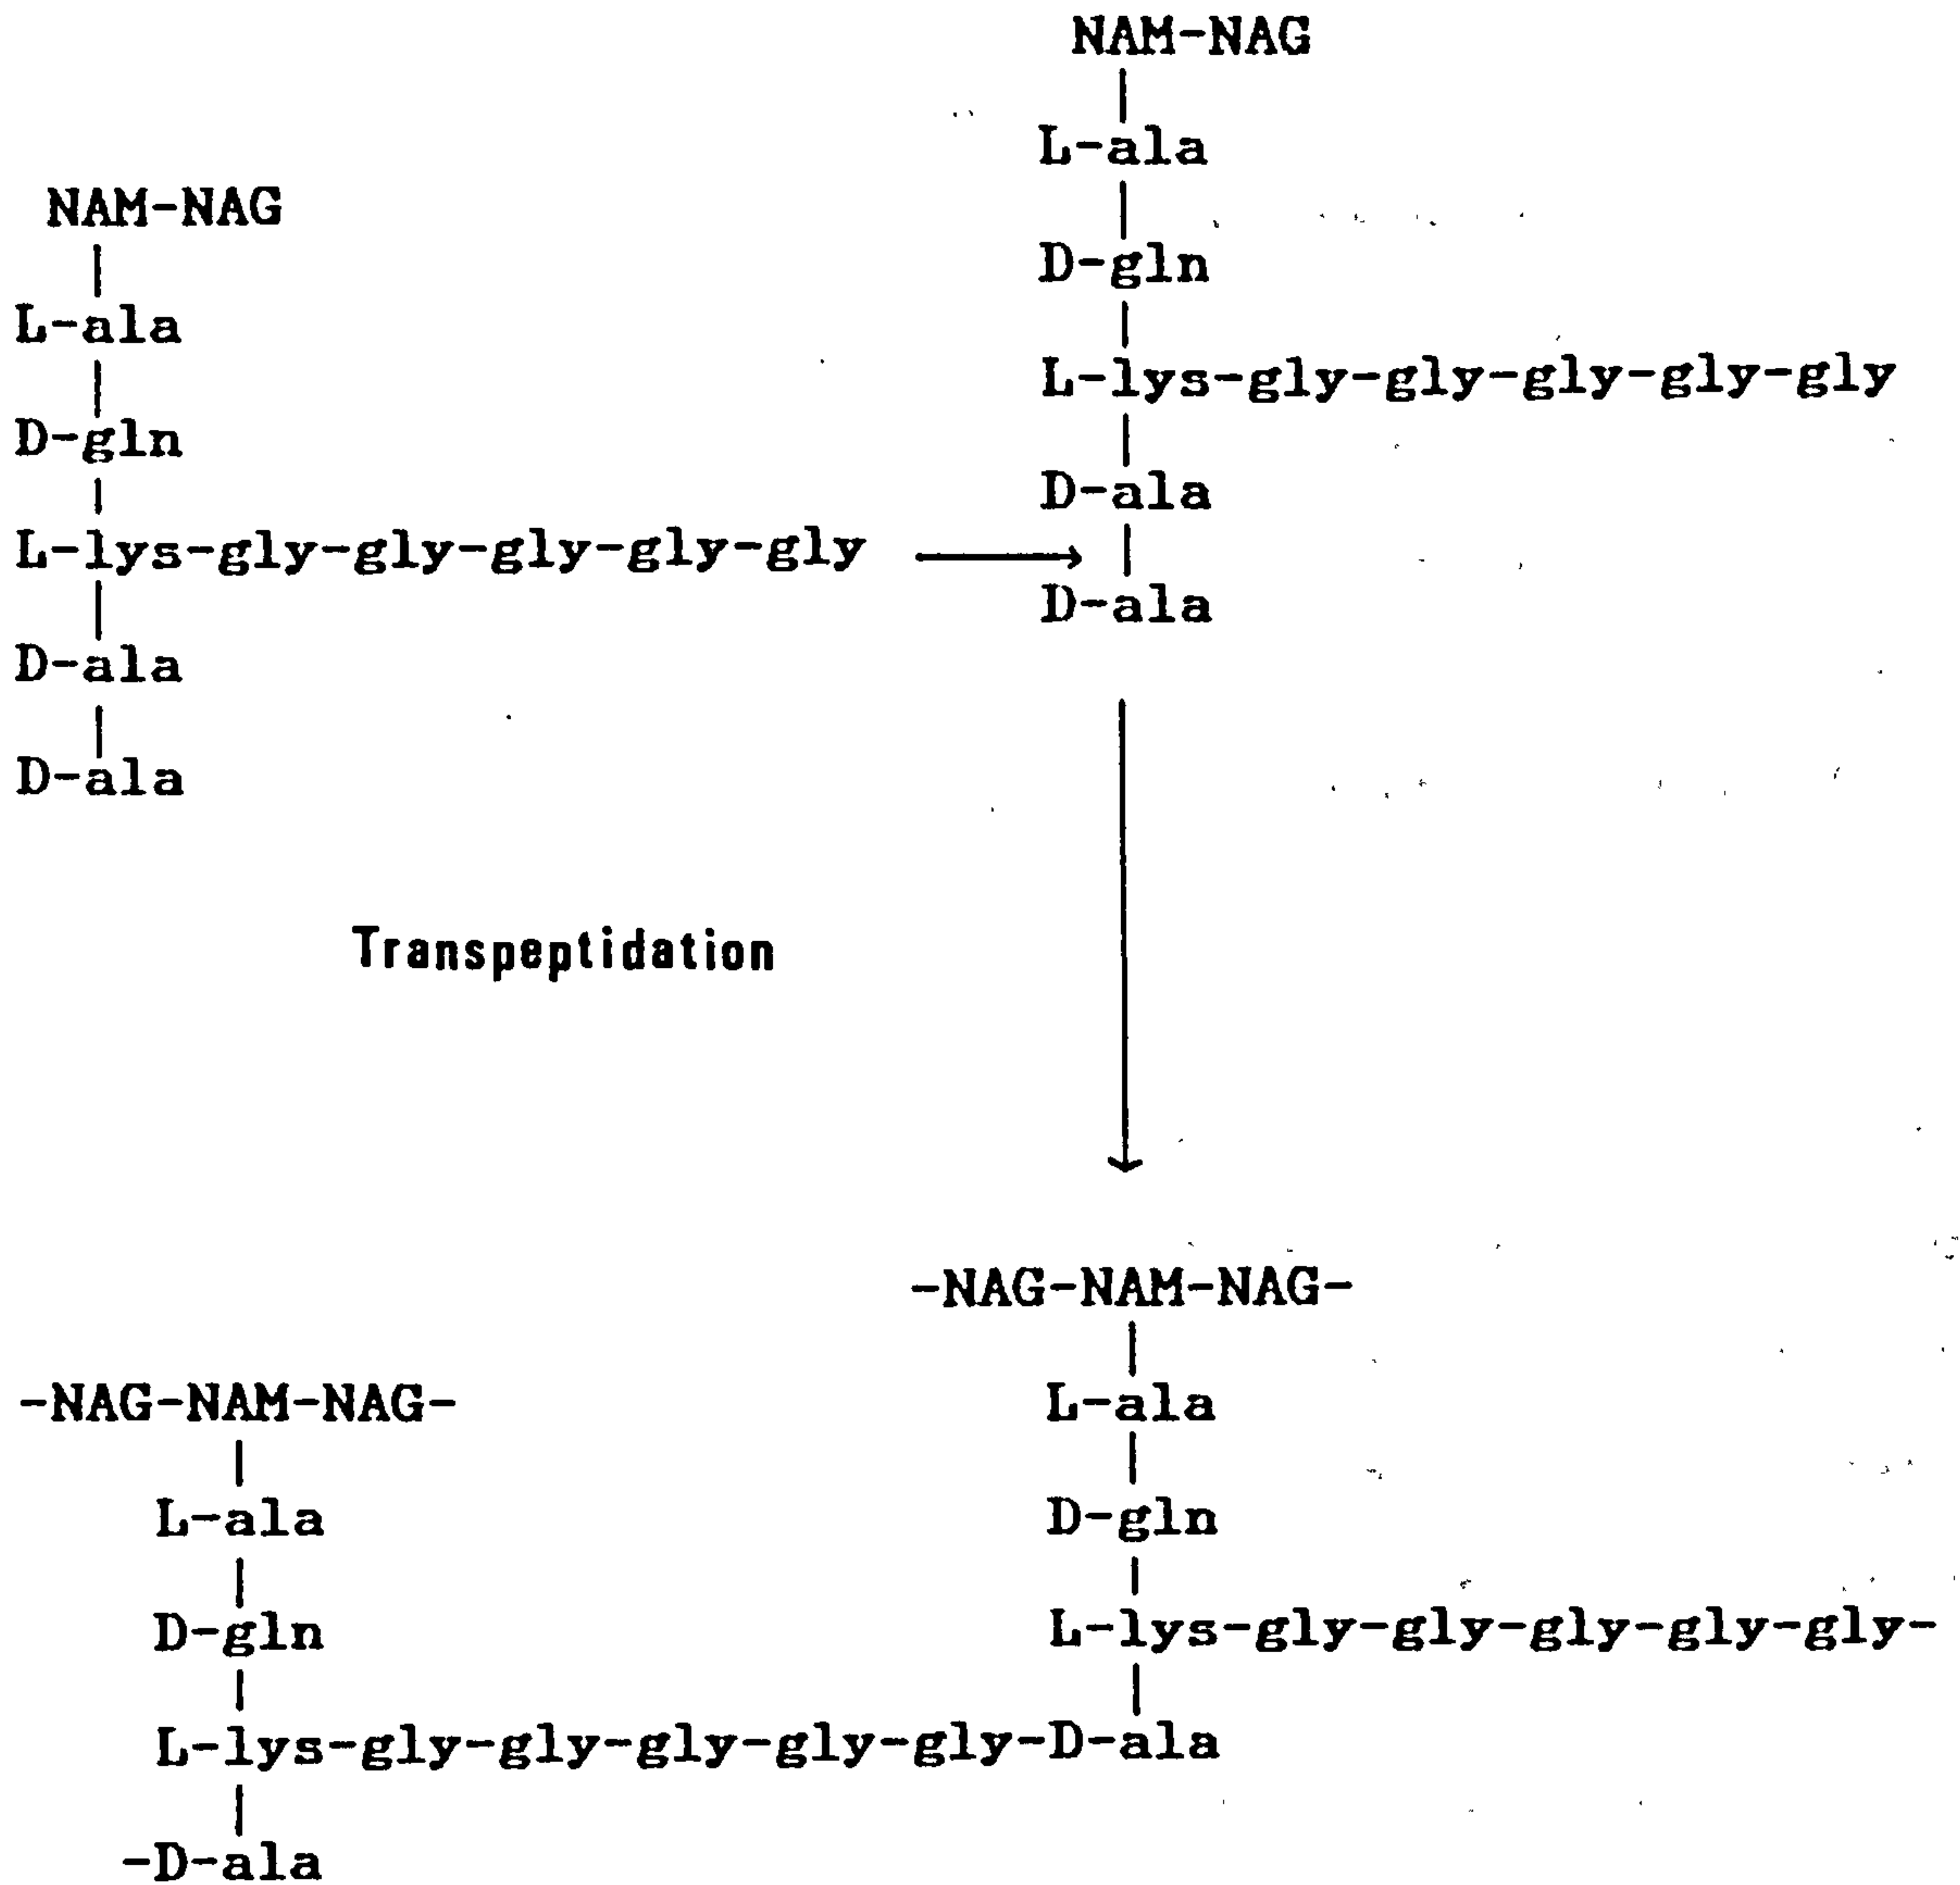 NAM-NAG
L-ala
D-gln
L-lys-gly-gly-gly-gly-gly
D-ala
D-ala
NAM-NAG
L-ala
D-gln
L-lys-gly-gly-gly-gly-gly
D-ala
D-ala
Transpeptidation
-NAG-NAM-NAG-
L-ala
D-gln
L-lys-gly-gly-gly-gly-gly-D-ala
-D-ala
-NAG-NAM-NAG-
L-ala
D-gln
L-lys-gly-gly-gly-gly-gly-